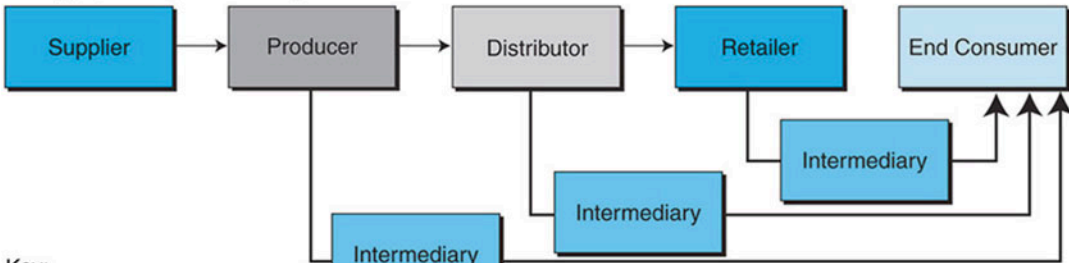 Supplier
Producer
Distributor
Retailer
End Consumer
Intermediary
Intermediary
Intermediary